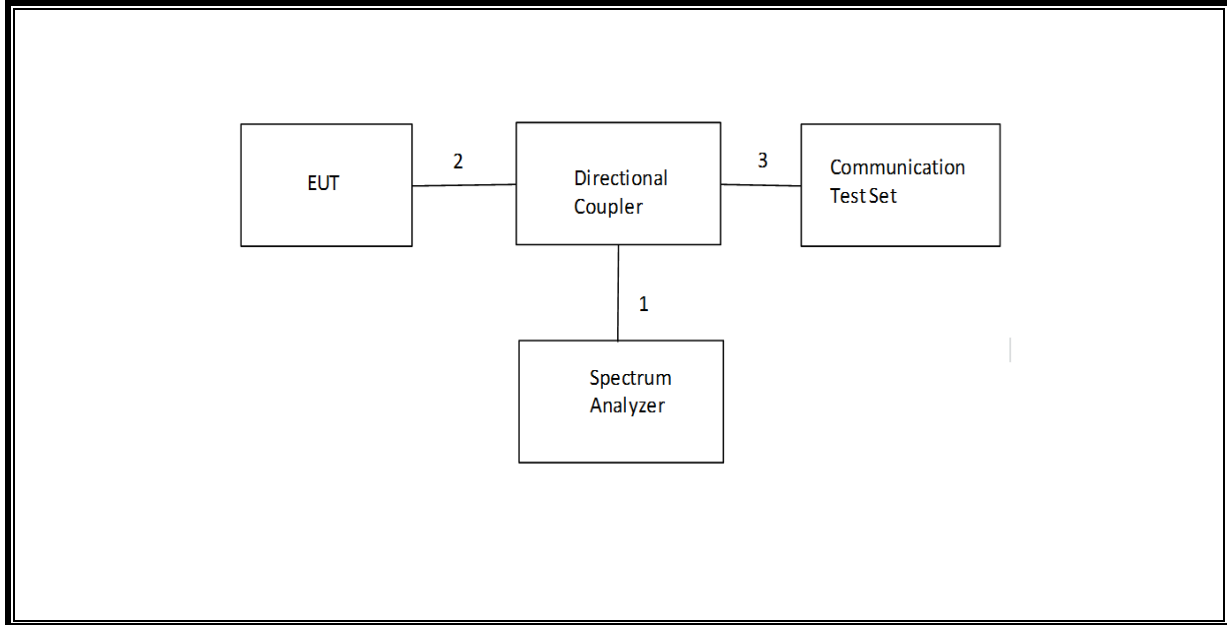 EUT
2
Directional
Coupler
3
Communication
Test Set
1
Spectrum
Analyzer